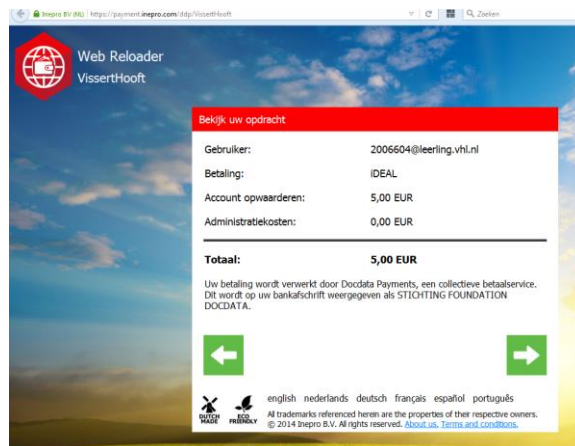 Inepro BV (NL) https://payment.inepro.com/ddp/VissertHooft
Zoeken
Web Reloader
VissertHooft
Bekijk uw opdracht
Gebruiker: 2006604@leerling.vhl.nl
Betaling: iDEAL
Account opwaarderen: 5,00 EUR
Administratiekosten: 0,00 EUR
Totaal: 5,00 EUR
Uw betaling wordt verwerkt door Docdata Payments, een collectieve betaalservice.
Dit wordt op uw bankafschrift weergegeven als STICHTING FOUNDATION
DOCDATA.
english nederlands deutsch français español português
DUTCH MADE
ECO FRIENDLY
All trademarks referenced herein are the properties of their respective owners.
© 2014 Inepro B.V. All rights reserved. About us, Terms and conditions.